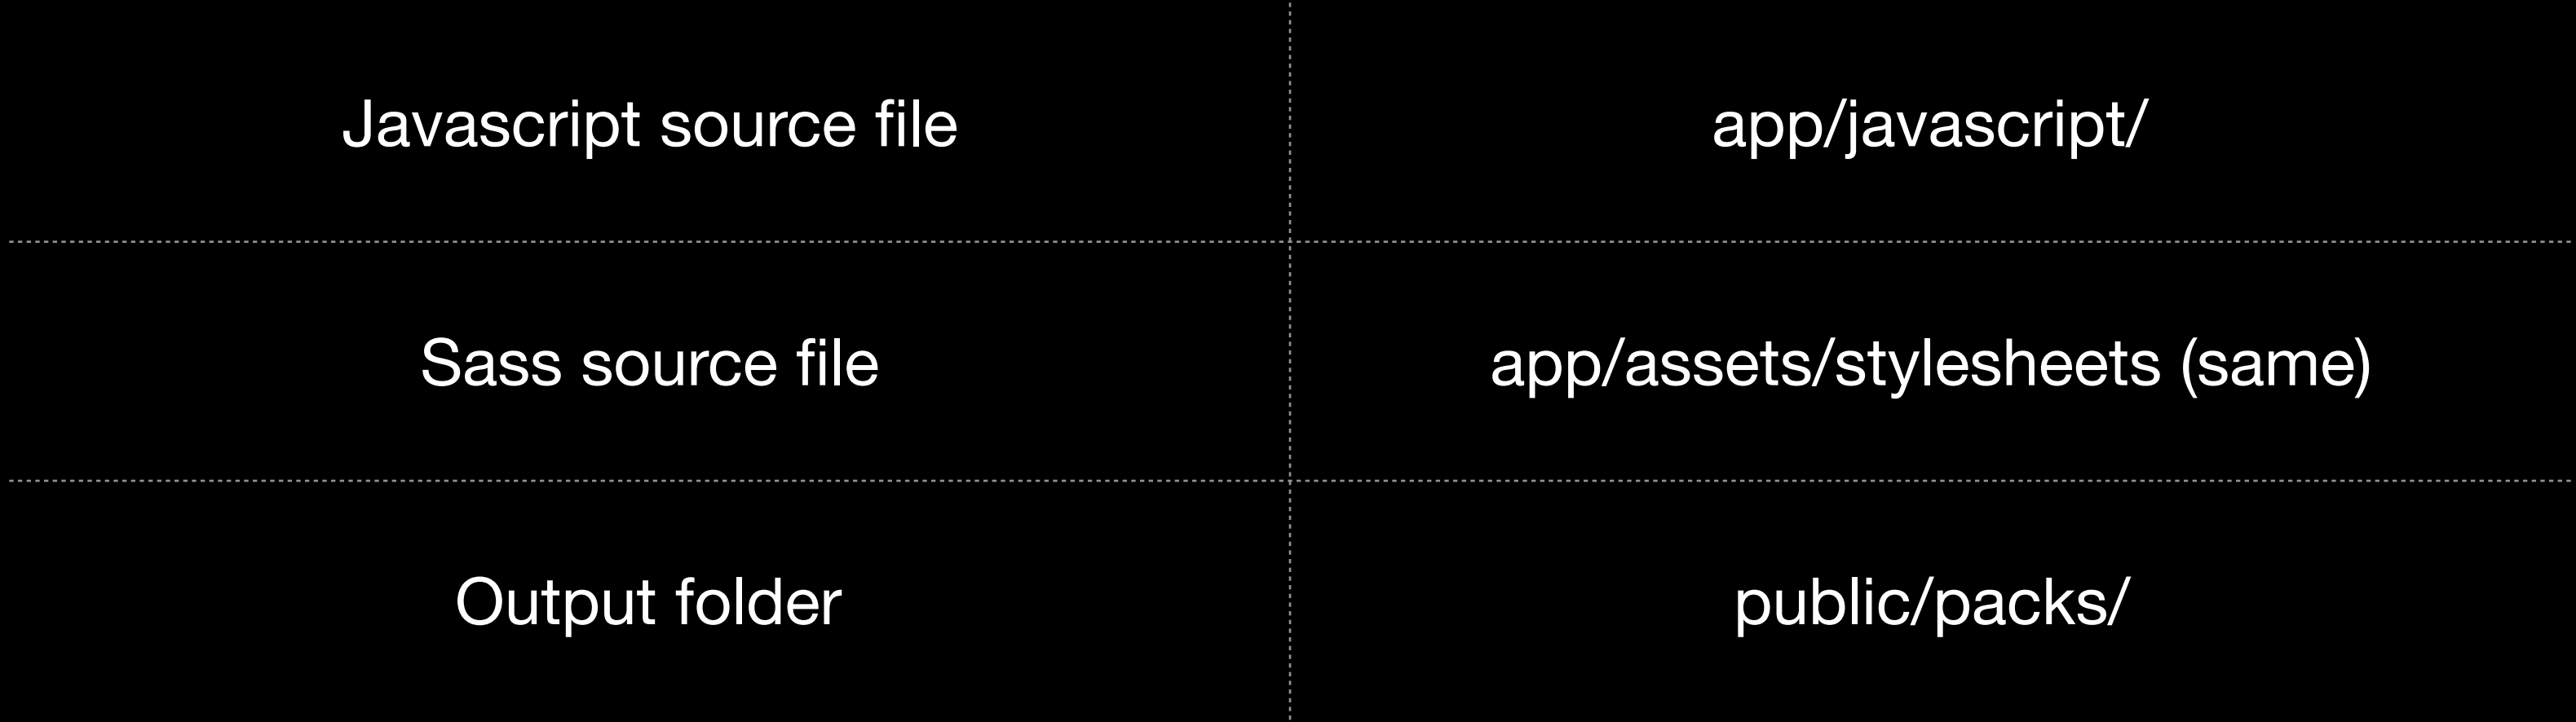 Javascript source file
app/javascript/
Sass source file
app/assets/stylesheets (same)
Output folder
public/packs/